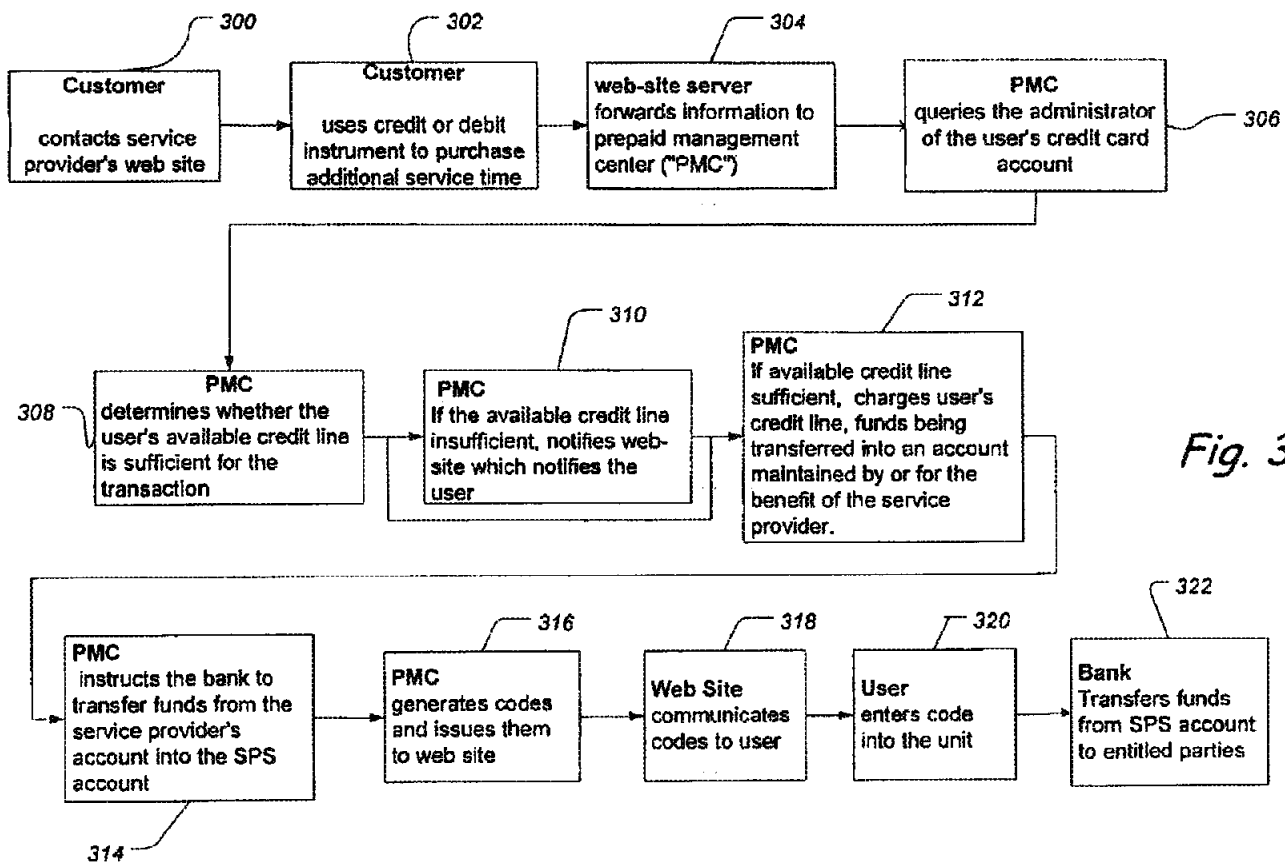 300
302
304
306
Customer
contacts service
provider's web site
Customer
uses credit or debit
instrument to purchase
additional service time
web-site server
forwards information to
prepaid management
center ("PMC")
PMC
queries the administrator
of the user's credit card
account
308
310
312
PMC
determines whether the
user's available credit line
is sufficient for the
transaction
PMC
If the available credit line
insufficient, notifies web-
site which notifies the
user
PMC
If available credit line
sufficient, charges user's
credit line, funds being
transferred into an account
maintained by or for the
benefit of the service
provider.
Fig. 3
314
316
318
320
322
PMC
instructs the bank to
transfer funds from the
service provider's
account into the SPS
account
PMC
generates codes
and issues them
to web site
Web Site
communicates
codes to user
User
enters code
into the unit
Bank
Transfers funds
from SPS account
to entitled parties